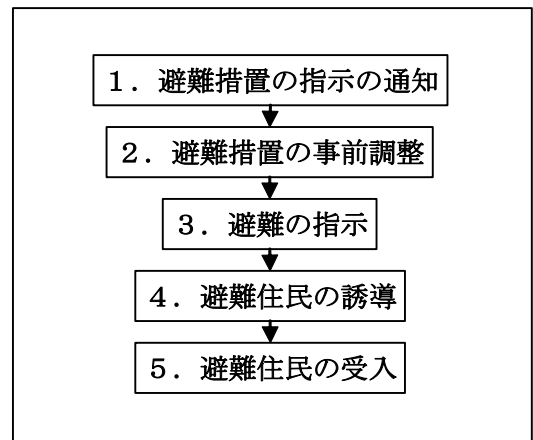 １．避難措置の指示の通知
２．避難措置の事前調整
３．避難の指示
４．避難住民の誘導
５．避難住民の受入